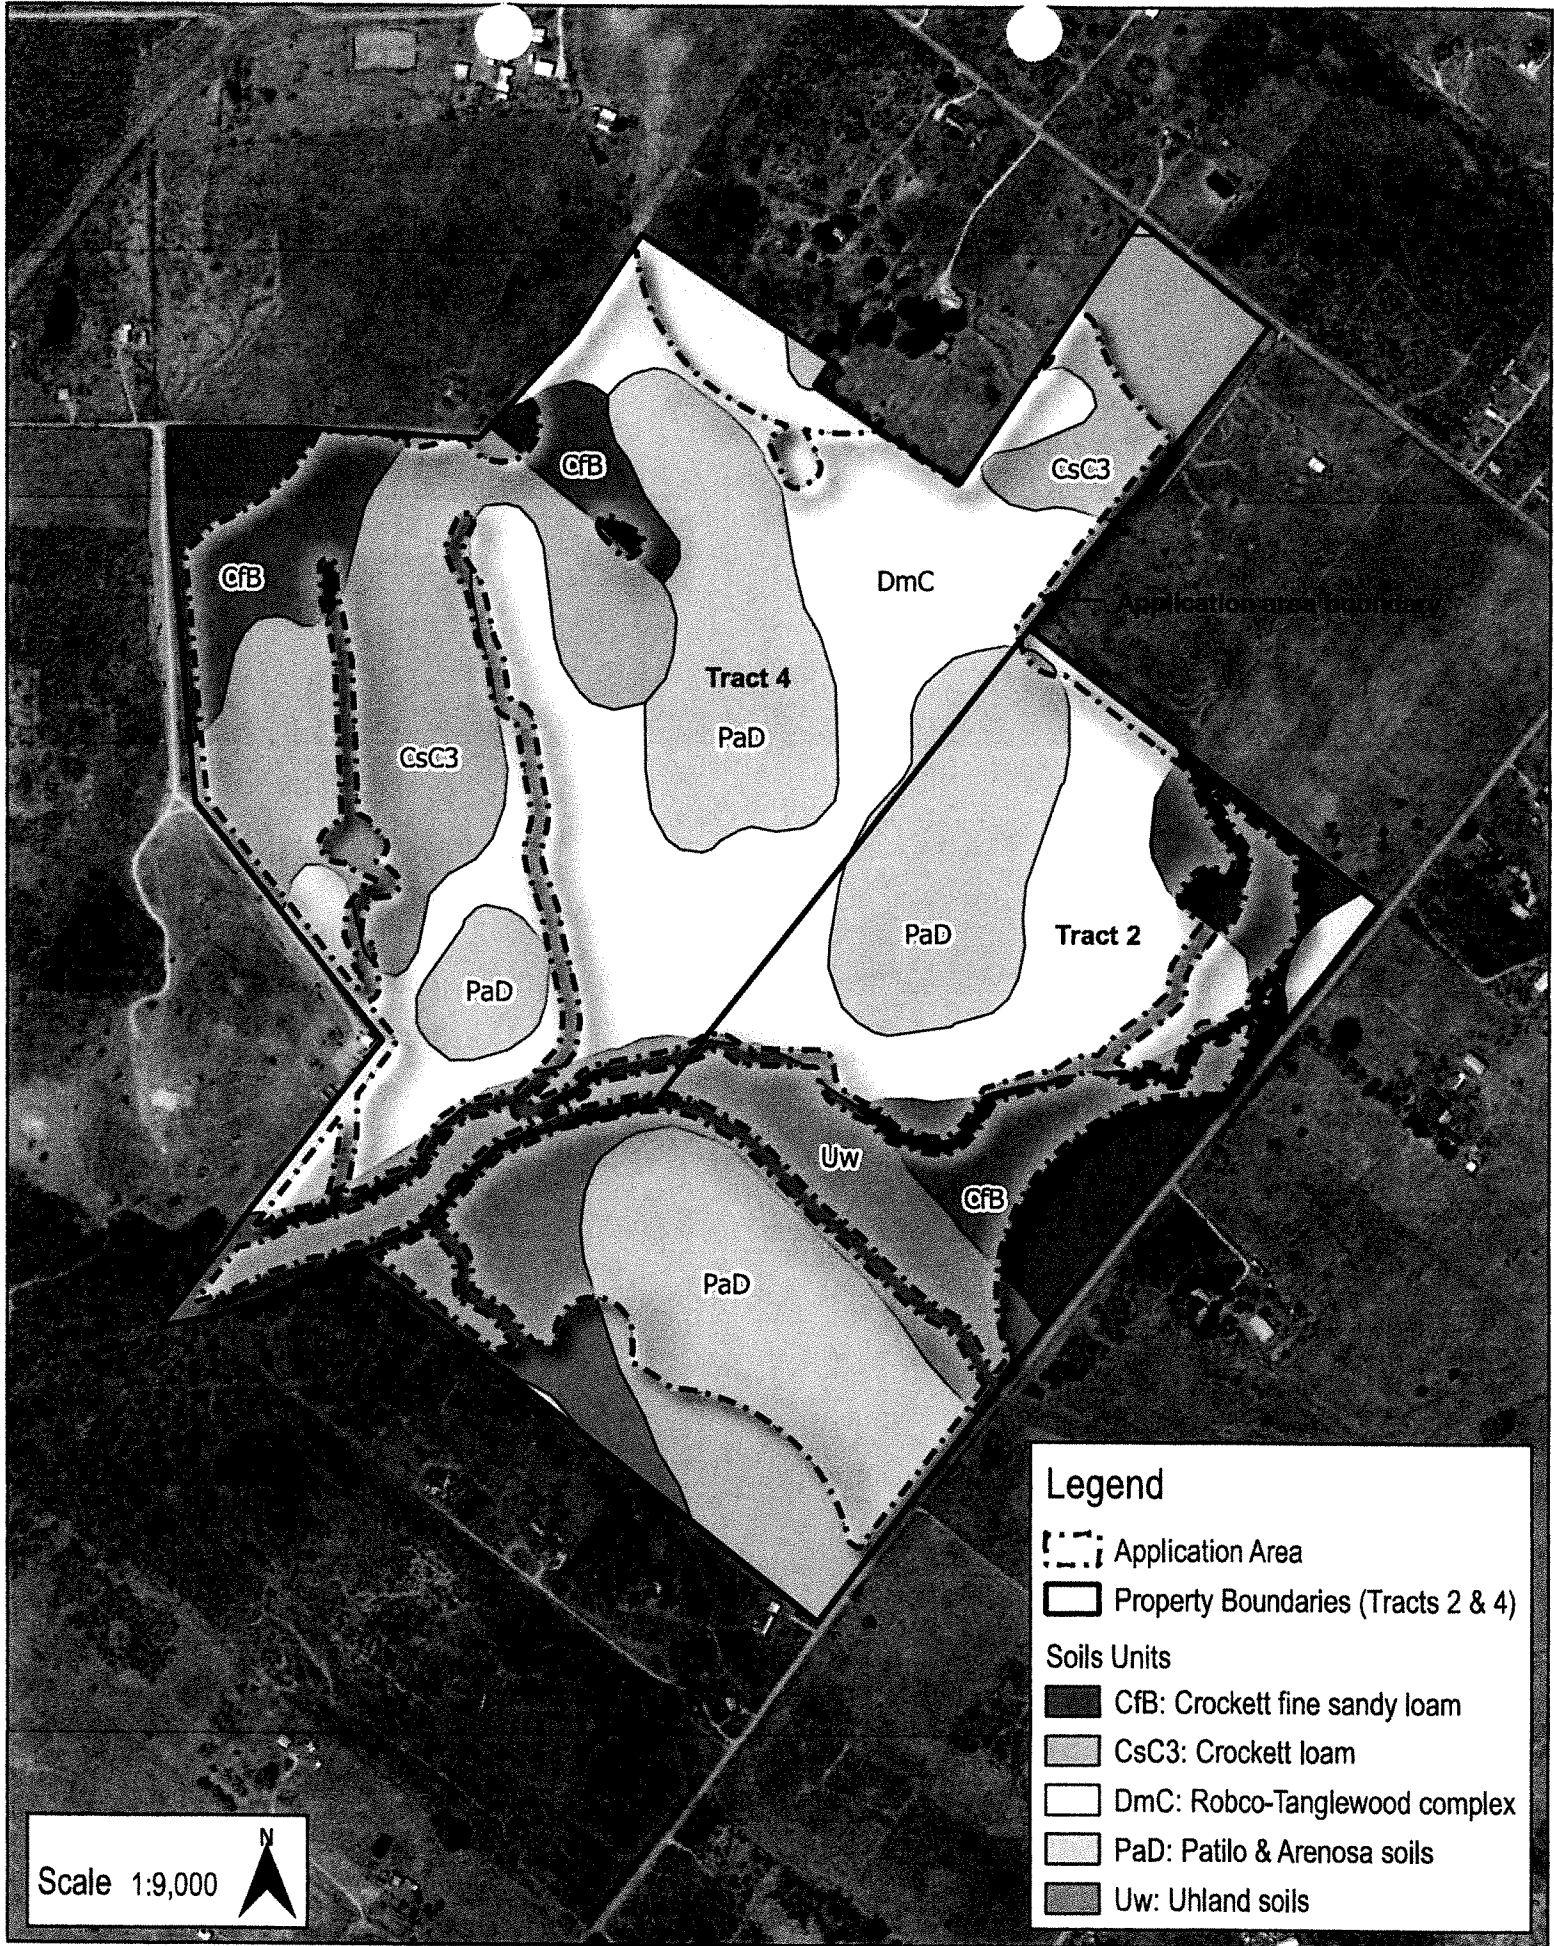 CfB
CsC3
CfB
DmC
Application area boundary
Tract 4
PaD
CsC3
PaD
Tract 2
PaD
Uw
CfB
PaD
Legend
Application Area
Property Boundaries (Tracts 2 & 4)
Soils Units
CfB: Crockett fine sandy loam
CsC3: Crockett loam
DmC: Robco-Tanglewood complex
PaD: Patilo & Arenosa soils
Uw: Uhland soils
N
Scale 1:9,000